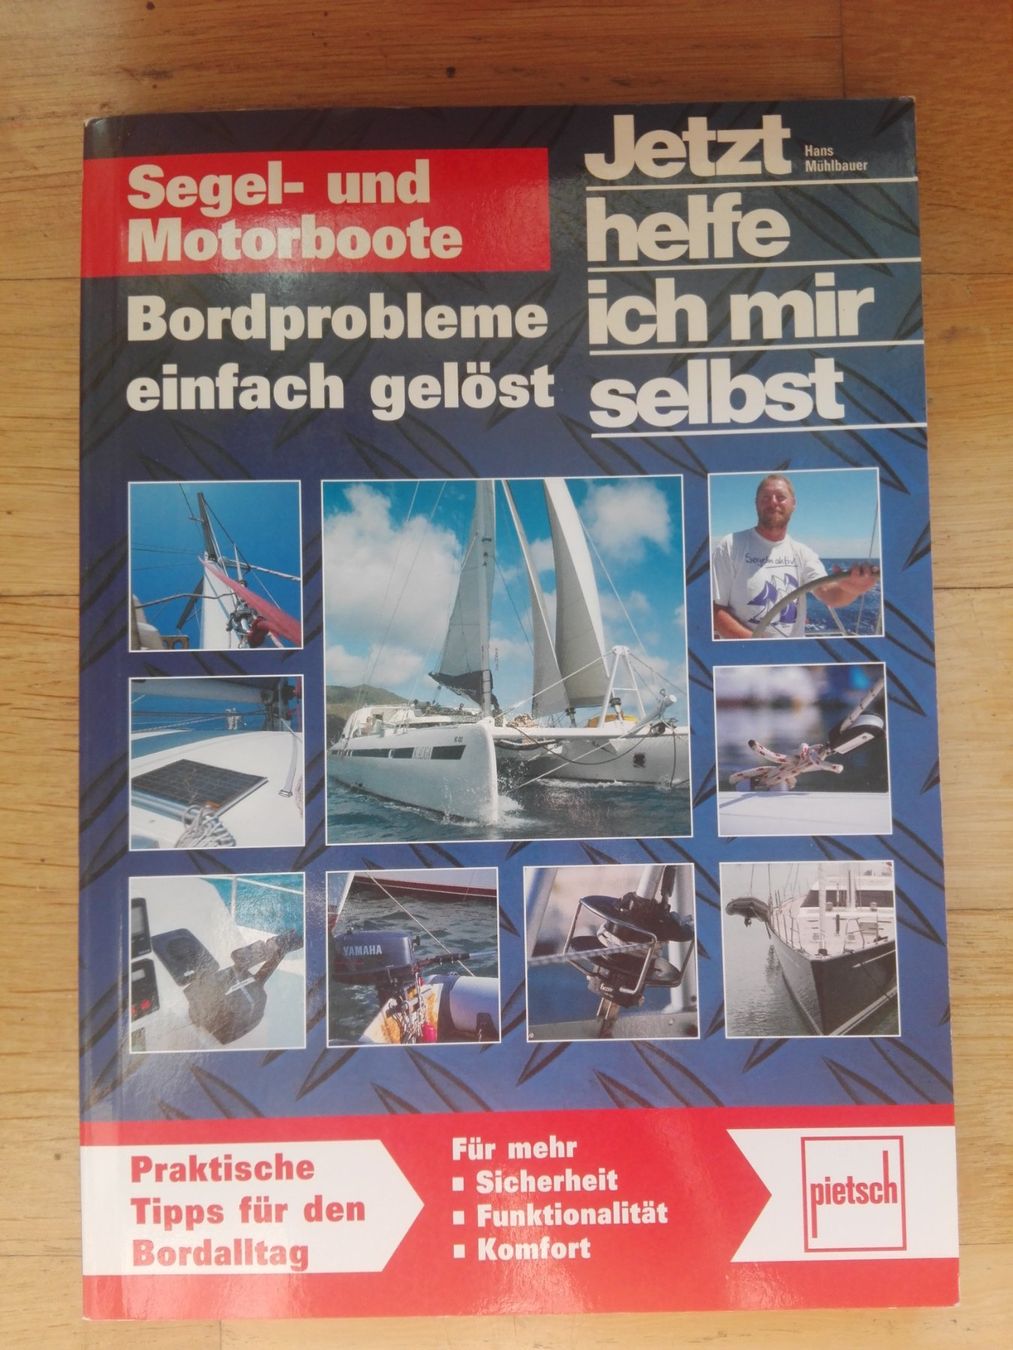 Segel- und
Motorboote
Bordprobleme
einfach gelöst
Jetzt
helfe
ich mir
selbst
Hans
Mühlbauer
YAMAHA
Praktische
Tipps für den
Bordalltag
Für mehr
▪ Sicherheit
▪ Funktionalität
▪ Komfort
pietsch